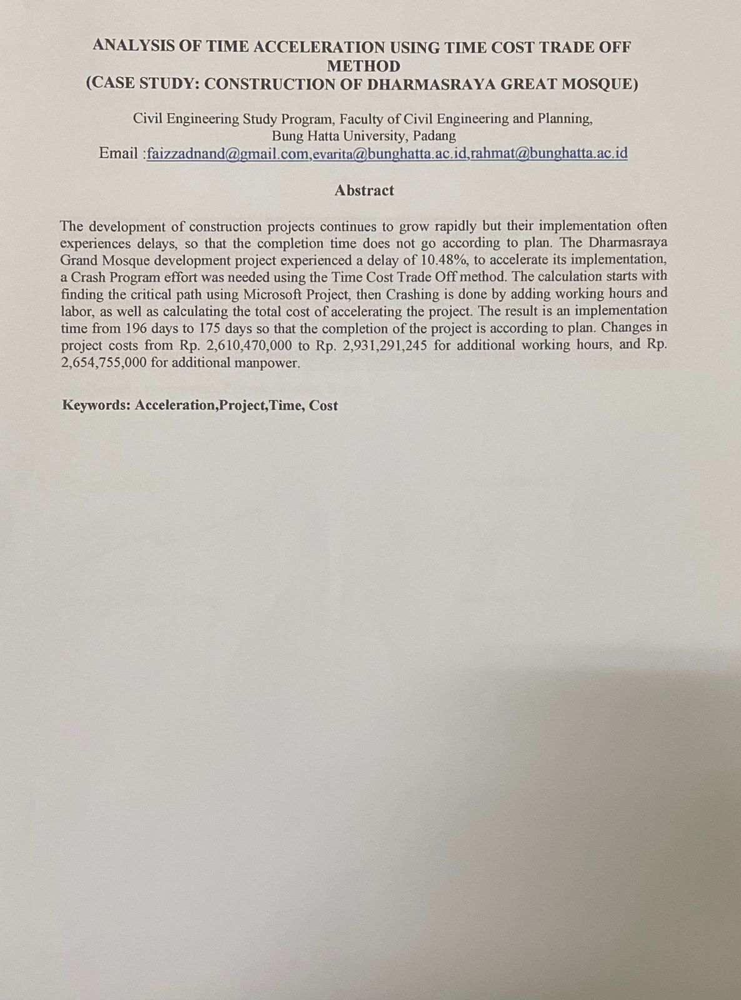 ANALYSIS OF TIME ACCELERATION USING TIME COST TRADE OFF
METHOD
(CASE STUDY: CONSTRUCTION OF DHARMASRAYA GREAT MOSQUE)
Civil Engineering Study Program, Faculty of Civil Engineering and Planning,
Bung Hatta University, Padang
Email :faizzadnand@gmail.com,evarita@bunghatta.ac.id,rahmat@bunghatta.ac.id
Abstract
The development of construction projects continues to grow rapidly but their implementation often
experiences delays, so that the completion time does not go according to plan. The Dharmasraya
Grand Mosque development project experienced a delay of 10.48%, to accelerate its implementation,
a Crash Program effort was needed using the Time Cost Trade Off method. The calculation starts with
finding the critical path using Microsoft Project, then Crashing is done by adding working hours and
labor, as well as calculating the total cost of accelerating the project. The result is an implementation
time from 196 days to 175 days so that the completion of the project is according to plan. Changes in
project costs from Rp. 2,610,470,000 to Rp. 2,931,291,245 for additional working hours, and Rp.
2,654,755,000 for additional manpower.
Keywords: Acceleration,Project,Time, Cost